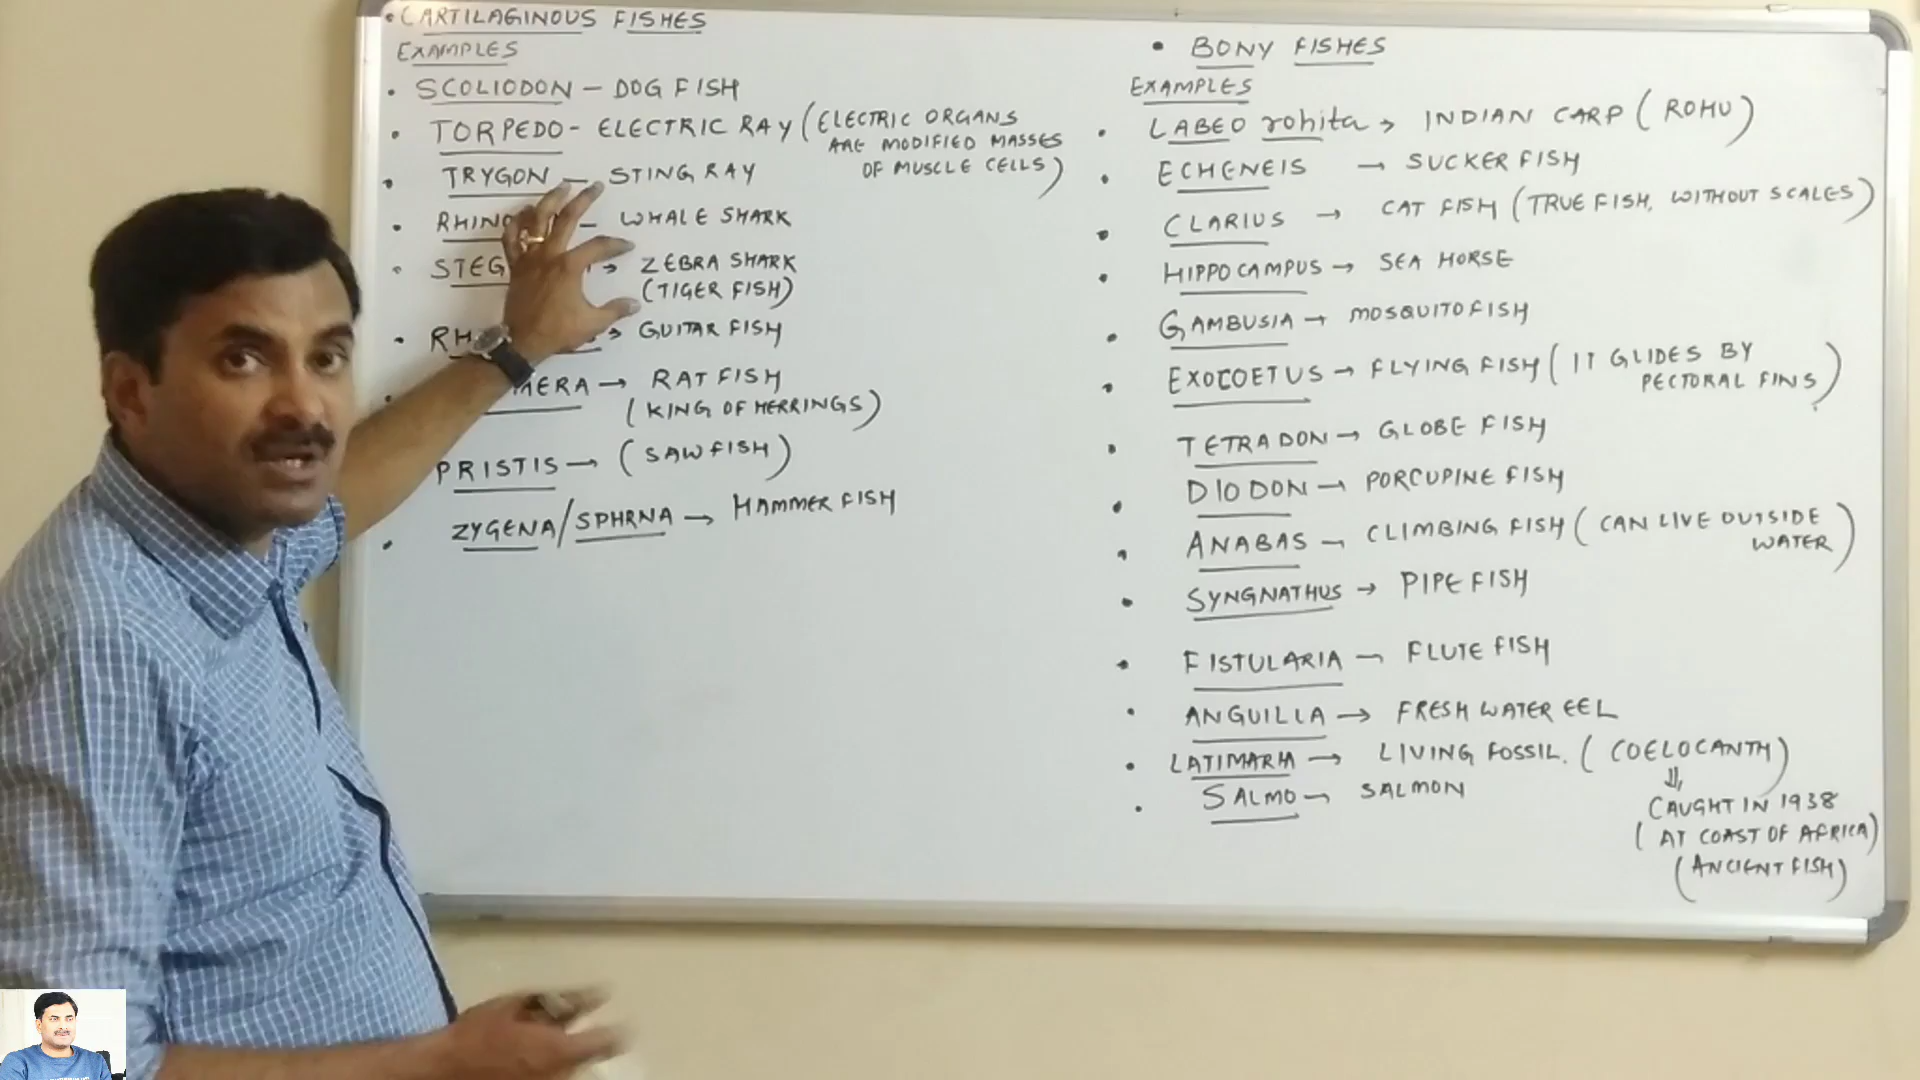 • CARTILAGINOUS FISHES
EXAMPLES
• SCOLIODON – DOG FISH
• TORPEDO - ELECTRIC RAY (ELECTRIC ORGANS
ARE MODIFIED MASSES
OF MUSCLE CELLS)
• TRYGON – STING RAY
• – WHALE SHARK
• → ZEBRA SHARK
(TIGER FISH)
• → GUITAR FISH
• → RAT FISH
(KING OF HERRINGS)
PRISTIS → (SAW FISH)
• ZYGENA/SPHRNA → HAMMER FISH
• BONY FISHES
EXAMPLES
• LABEO rohita → INDIAN CARP (ROHU)
• ECHENEIS → SUCKER FISH
• CLARIUS → CAT FISH (TRUE FISH, WITHOUT SCALES)
• HIPPOCAMPUS → SEA HORSE
• GAMBUSIA → MOSQUITO FISH
• EXOCOETUS → FLYING FISH (IT GLIDES BY
PECTORAL FINS)
• TETRADON → GLOBE FISH
• DIODON → PORCUPINE FISH
• ANABAS → CLIMBING FISH (CAN LIVE OUTSIDE
WATER)
• SYNGNATHUS → PIPE FISH
• FISTULARIA → FLUTE FISH
• ANGUILLA → FRESH WATER EEL
• LATIMARIA → LIVING FOSSIL. (COELOCANTH)
• SALMO → SALMON
⇓
CAUGHT IN 1938
(AT COAST OF AFRICA)
(ANCIENT FISH)